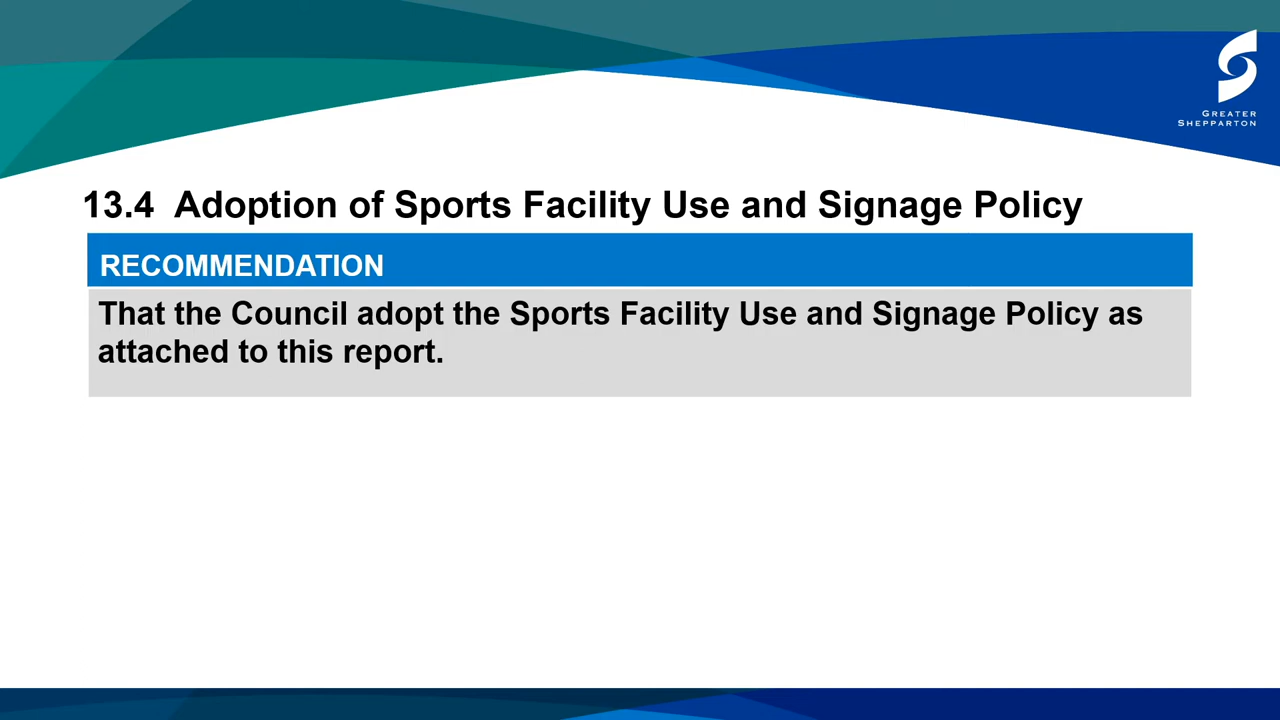 GREATER
SHEPPARTON
13.4 Adoption of Sports Facility Use and Signage Policy
RECOMMENDATION
That the Council adopt the Sports Facility Use and Signage Policy as
attached to this report.